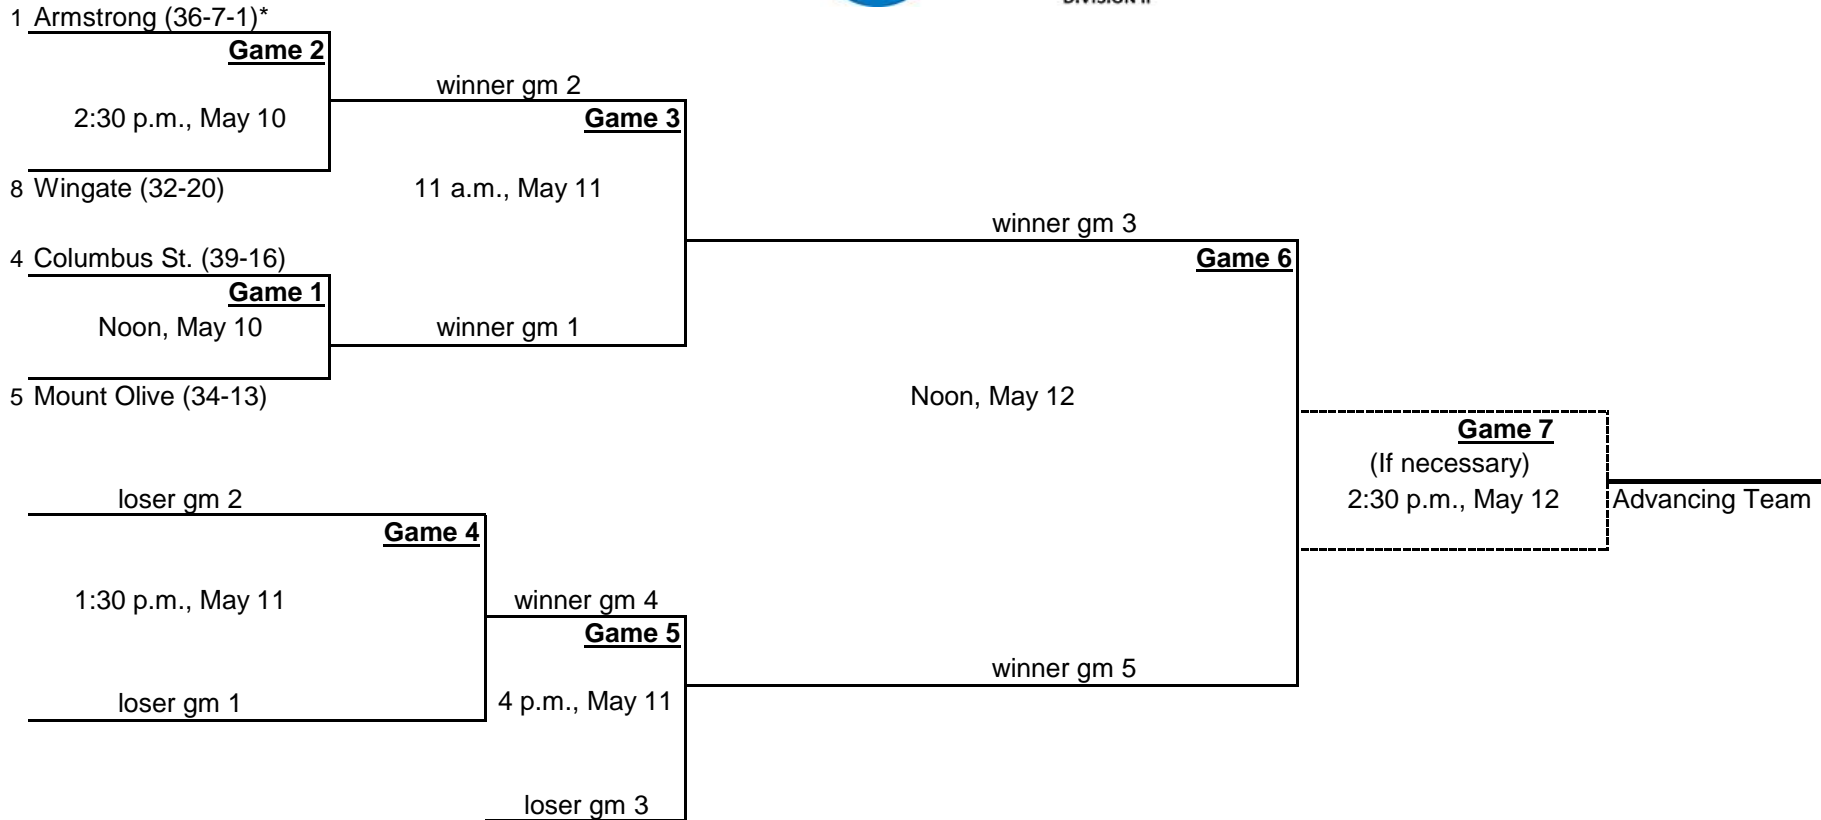 DIVISION II
1 Armstrong (36-7-1)*
Game 2
winner gm 2
2:30 p.m., May 10
Game 3
8 Wingate (32-20)
11 a.m., May 11
winner gm 3
4 Columbus St. (39-16)
Game 6
Game 1
Noon, May 10
winner gm 1
5 Mount Olive (34-13)
Noon, May 12
Game 7
(If necessary)
2:30 p.m., May 12
Advancing Team
loser gm 2
Game 4
1:30 p.m., May 11
winner gm 4
Game 5
winner gm 5
loser gm 1
4 p.m., May 11
loser gm 3